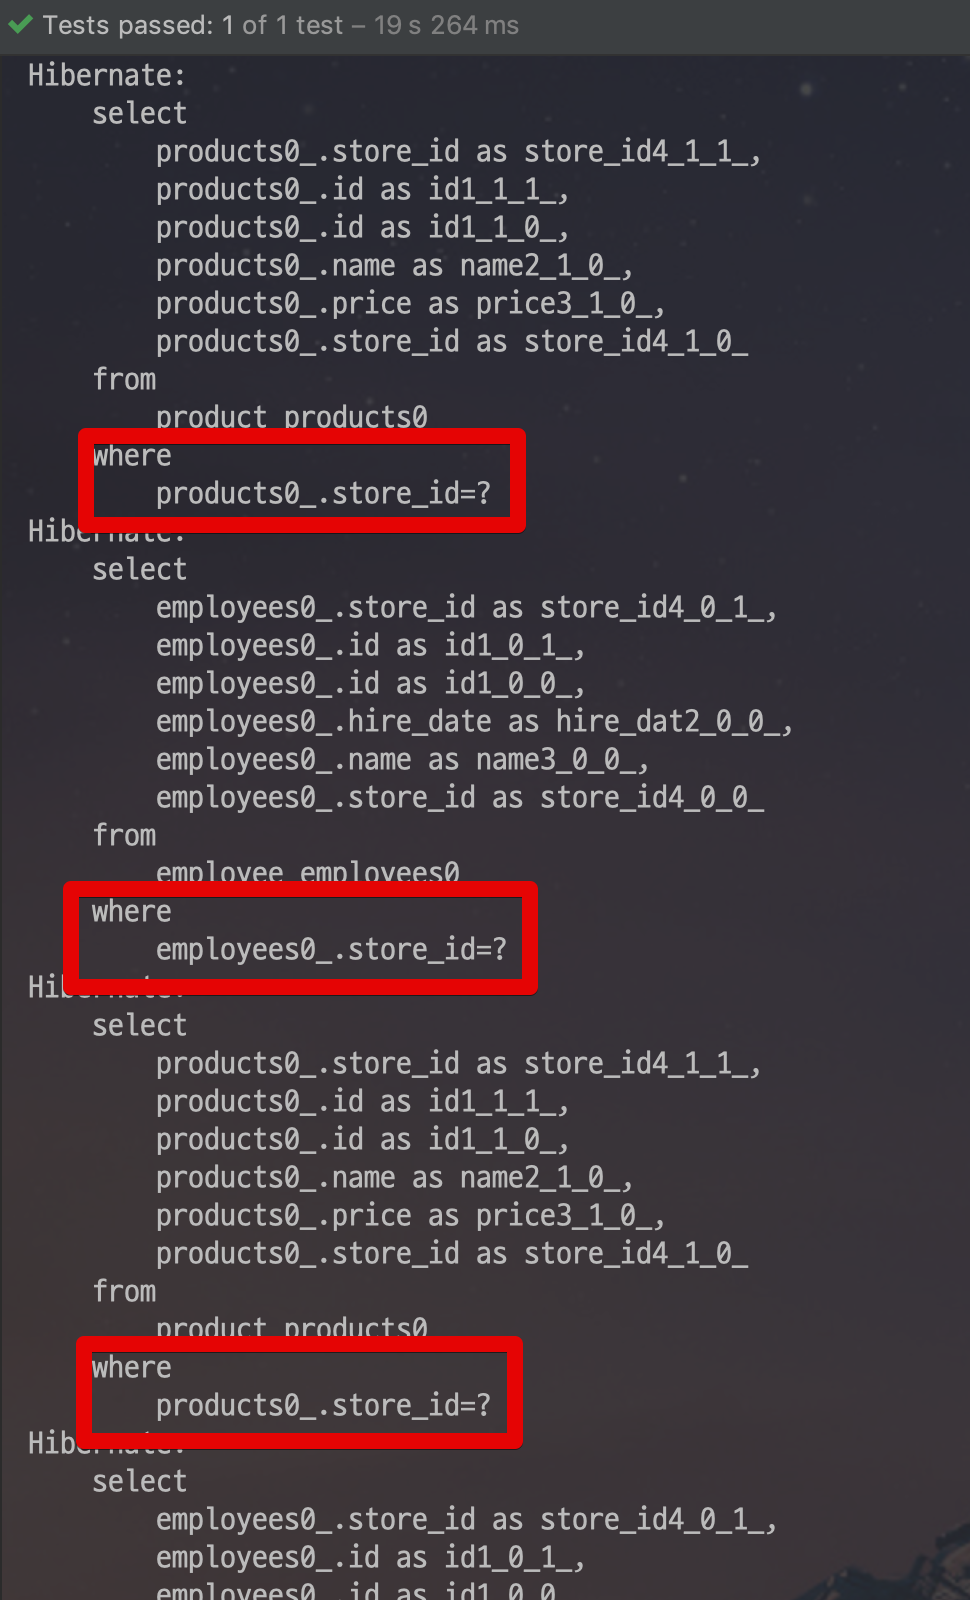 Tests passed: 1 of 1 test – 19 s 264 ms
Hibernate:
select
products0_.store_id as store_id4_1_1_,
products0_.id as id1_1_1_,
products0_.id as id1_1_0_,
products0_.name as name2_1_0_,
products0_.price as price3_1_0_,
products0_.store_id as store_id4_1_0_
from
product products0
where
products0_.store_id=?
Hibernate:
select
employees0_.store_id as store_id4_0_1_,
employees0_.id as id1_0_1_,
employees0_.id as id1_0_0_,
employees0_.hire_date as hire_dat2_0_0_,
employees0_.name as name3_0_0_,
employees0_.store_id as store_id4_0_0_
from
employee employees0
where
employees0_.store_id=?
Hibernate:
select
products0_.store_id as store_id4_1_1_,
products0_.id as id1_1_1_,
products0_.id as id1_1_0_,
products0_.name as name2_1_0_,
products0_.price as price3_1_0_,
products0_.store_id as store_id4_1_0_
from
product products0
where
products0_.store_id=?
Hibernate:
select
employees0_.store_id as store_id4_0_1_,
employees0_.id as id1_0_1_,
employees0_.id as id1_0_0